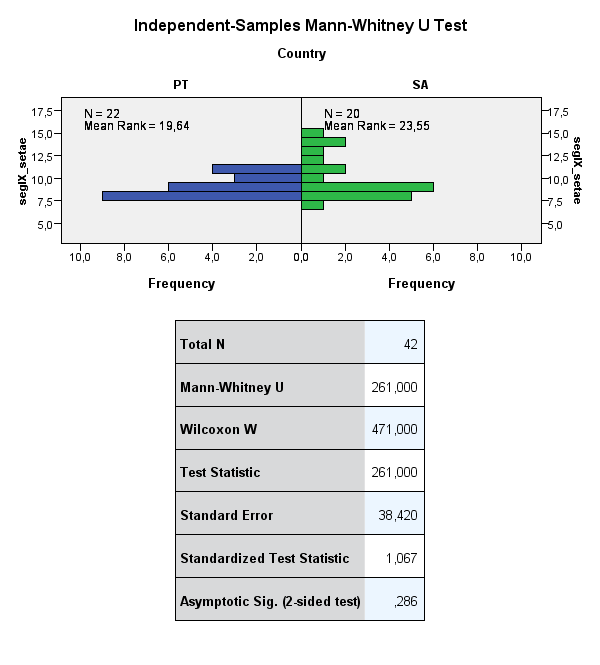 Independent-Samples Mann-Whitney U Test
Country
PT SA
N = 22
Mean Rank = 19,64
N = 20
Mean Rank = 23,55
segIX_setae
17,5
15,0
12,5
10,0
7,5
5,0
17,5
15,0
12,5
10,0
7,5
5,0
segIX_setae
10,0 8,0 6,0 4,0 2,0 0,0 2,0 4,0 6,0 8,0 10,0
Frequency Frequency
Total N 42
Mann-Whitney U 261,000
Wilcoxon W 471,000
Test Statistic 261,000
Standard Error 38,420
Standardized Test Statistic 1,067
Asymptotic Sig. (2-sided test) ,286